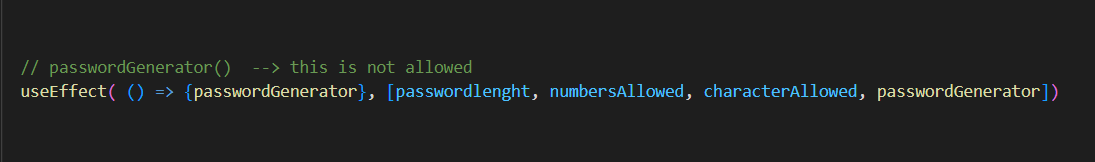 // passwordGenerator()  --> this is not allowed
useEffect( () => {passwordGenerator}, [passwordlenght, numbersAllowed, characterAllowed, passwordGenerator])